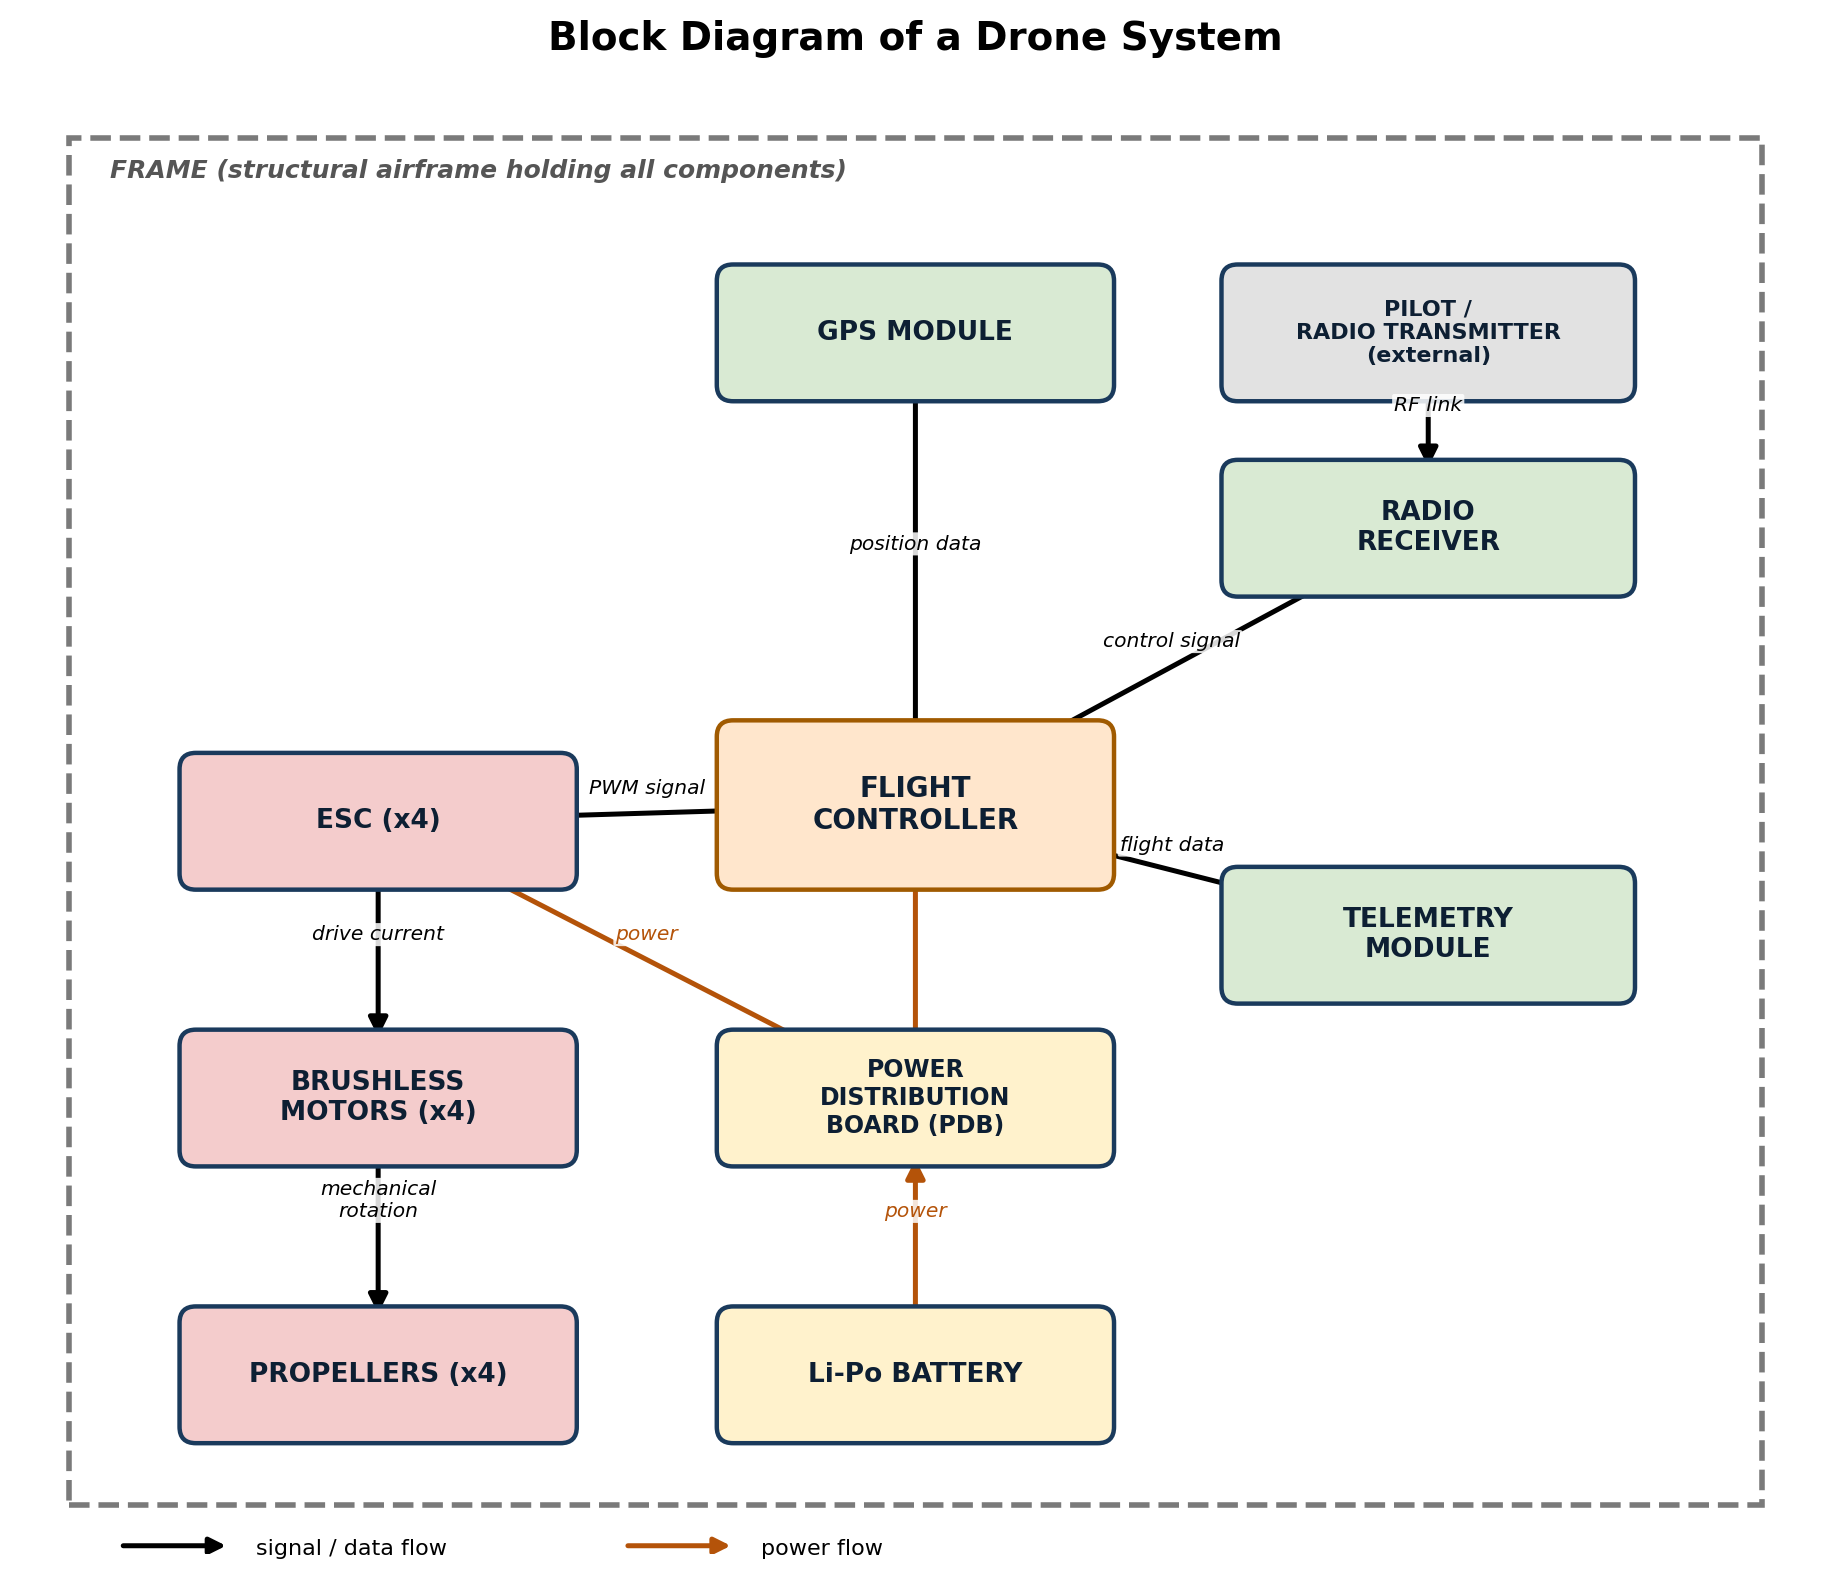 Block Diagram of a Drone System
FRAME (structural airframe holding all components)
GPS MODULE
PILOT /
RADIO TRANSMITTER
(external)
RF link
RADIO
RECEIVER
position data
control signal
ESC (x4)
PWM signal
FLIGHT
CONTROLLER
flight data
TELEMETRY
MODULE
drive current
power
BRUSHLESS
MOTORS (x4)
POWER
DISTRIBUTION
BOARD (PDB)
mechanical
rotation
power
PROPELLERS (x4)
Li-Po BATTERY
signal / data flow
power flow